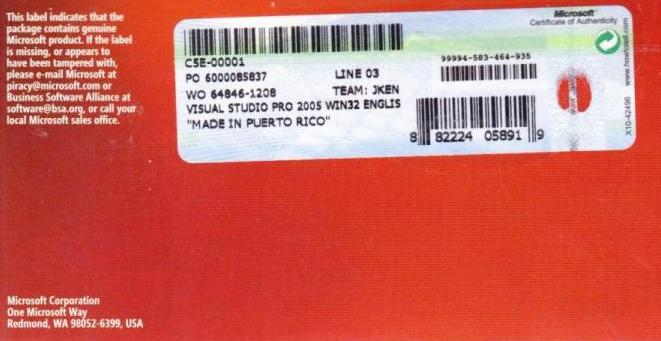 This label indicates that the
package contains genuine
Microsoft product. If the label
is missing, or appears to
have been tampered with,
please e-mail Microsoft at
piracy@microsoft.com or
Business Software Alliance at
software@bsa.org, or call your
local Microsoft sales office.
Microsoft
Certificate of Authenticity
C5E-00001
PO 6000085837
LINE 03
WO 64846-1208
TEAM: JKEN
VISUAL STUDIO PRO 2005 WIN32 ENGLIS
"MADE IN PUERTO RICO"
99994-583-464-935
8 82224 05891 9
www.howtotell.com
X10-42496
Microsoft Corporation
One Microsoft Way
Redmond, WA 98052-6399, USA